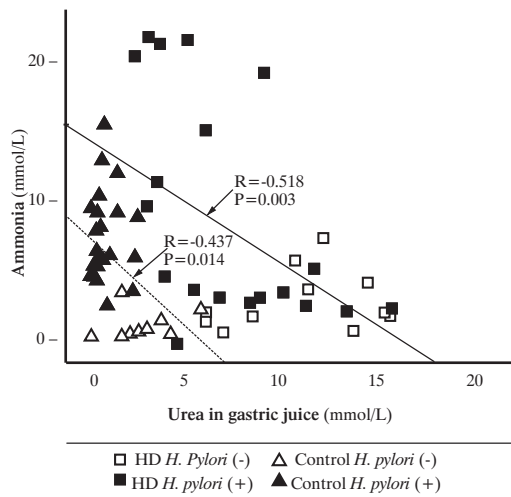 20
10
0
Ammonia (mmol/L)
R=-0.518
P=0.003
R=-0.437
P=0.014
0 5 10 15 20
Urea in gastric juice (mmol/L)
HD H. Pylori (-) Control H. pylori (-)
HD H. pylori (+) Control H. pylori (+)